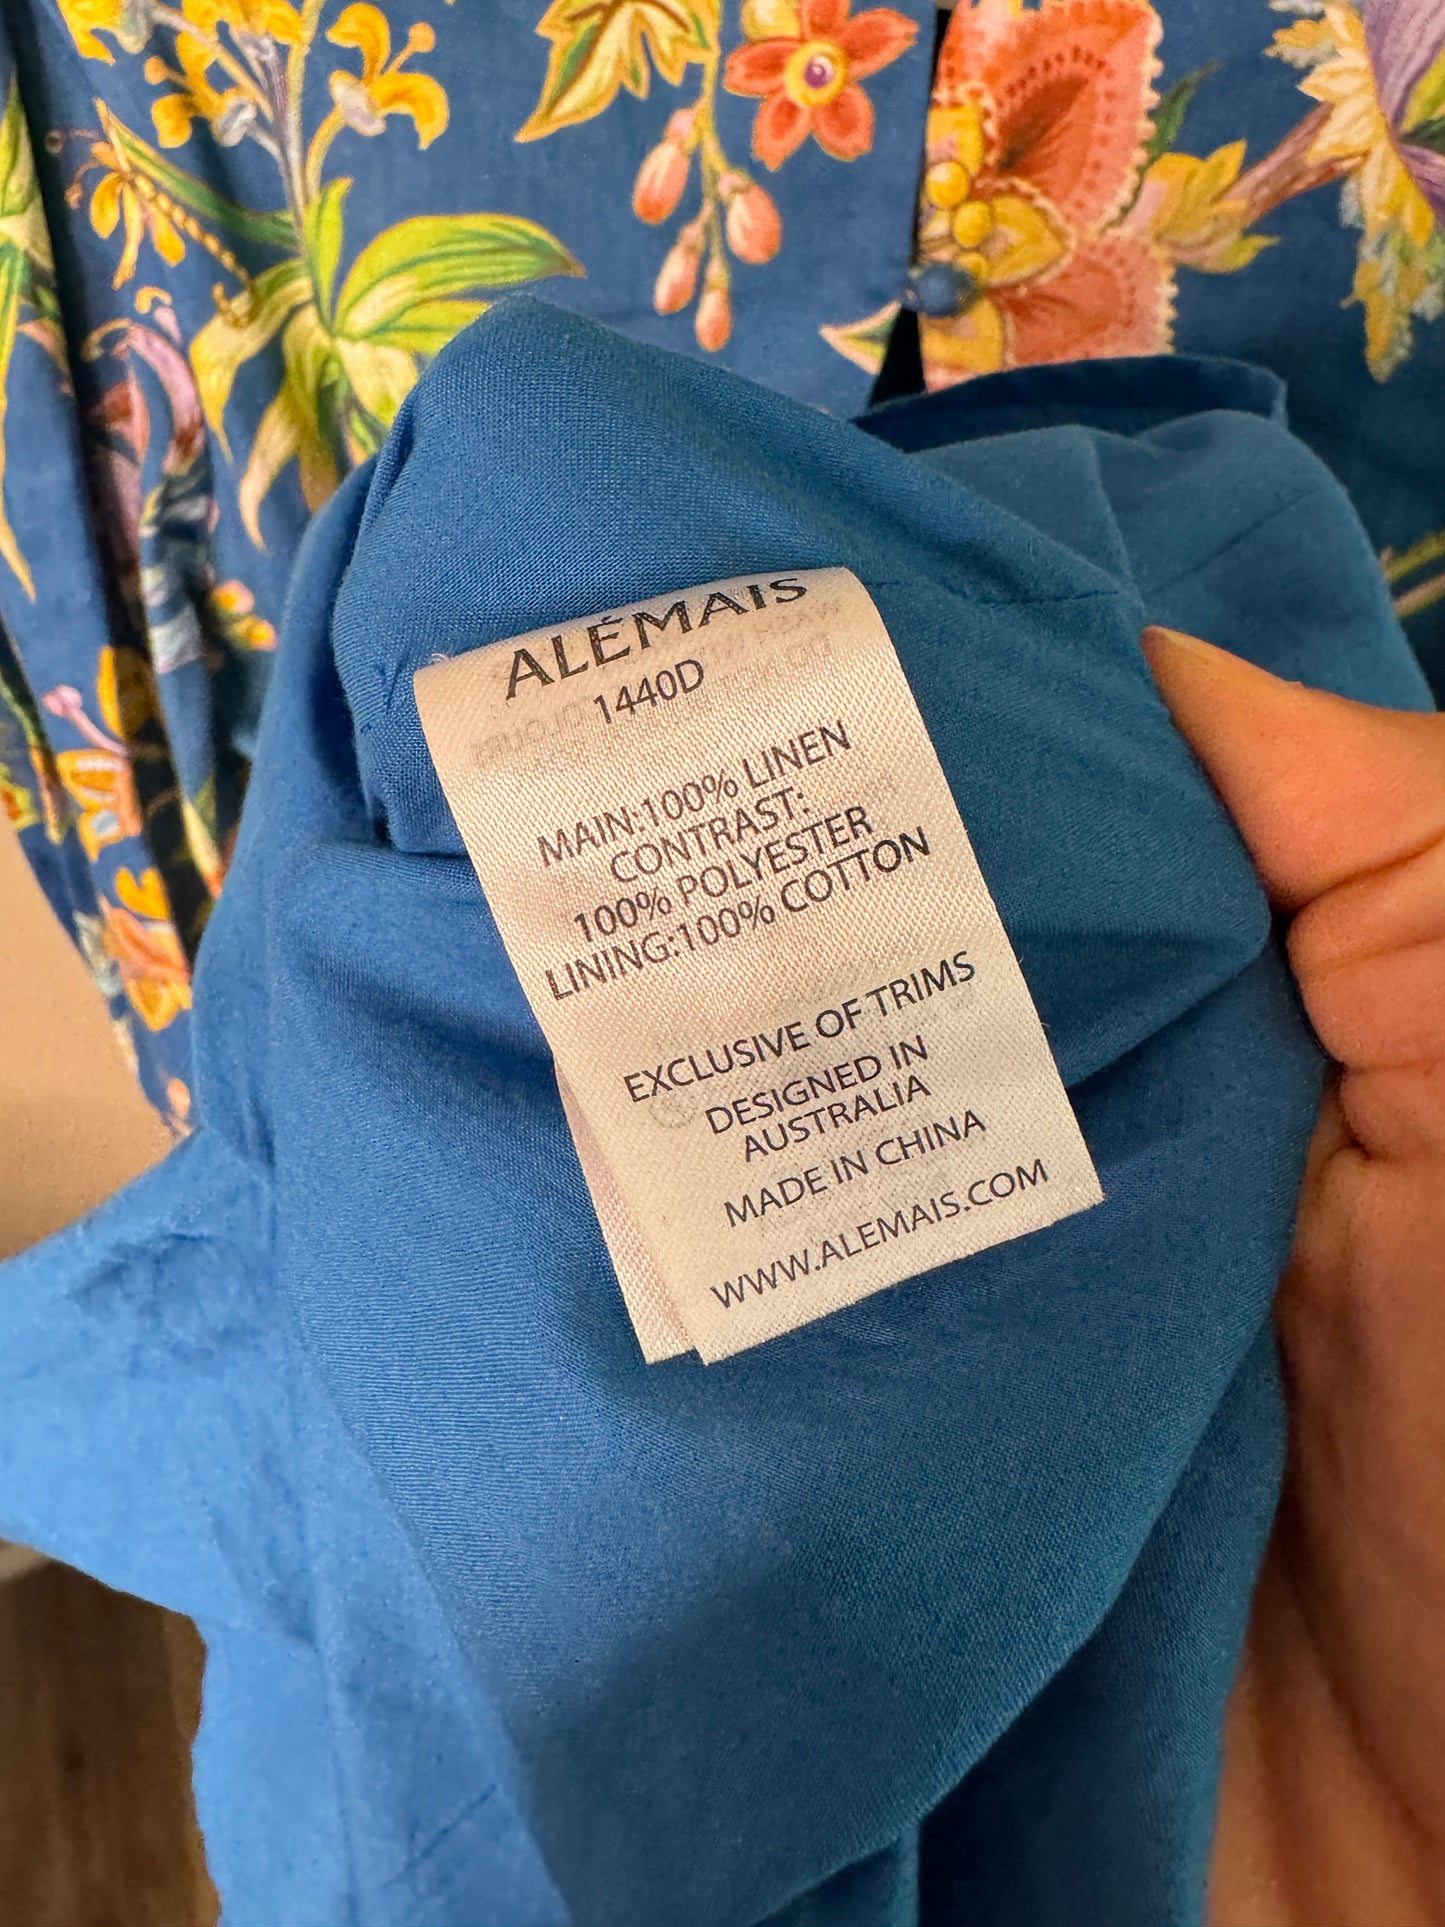 ALÉMAIS
1440D
MAIN:100% LINEN
CONTRAST:
100% POLYESTER
LINING:100% COTTON
EXCLUSIVE OF TRIMS
DESIGNED IN
AUSTRALIA
MADE IN CHINA
WWW.ALEMAIS.COM